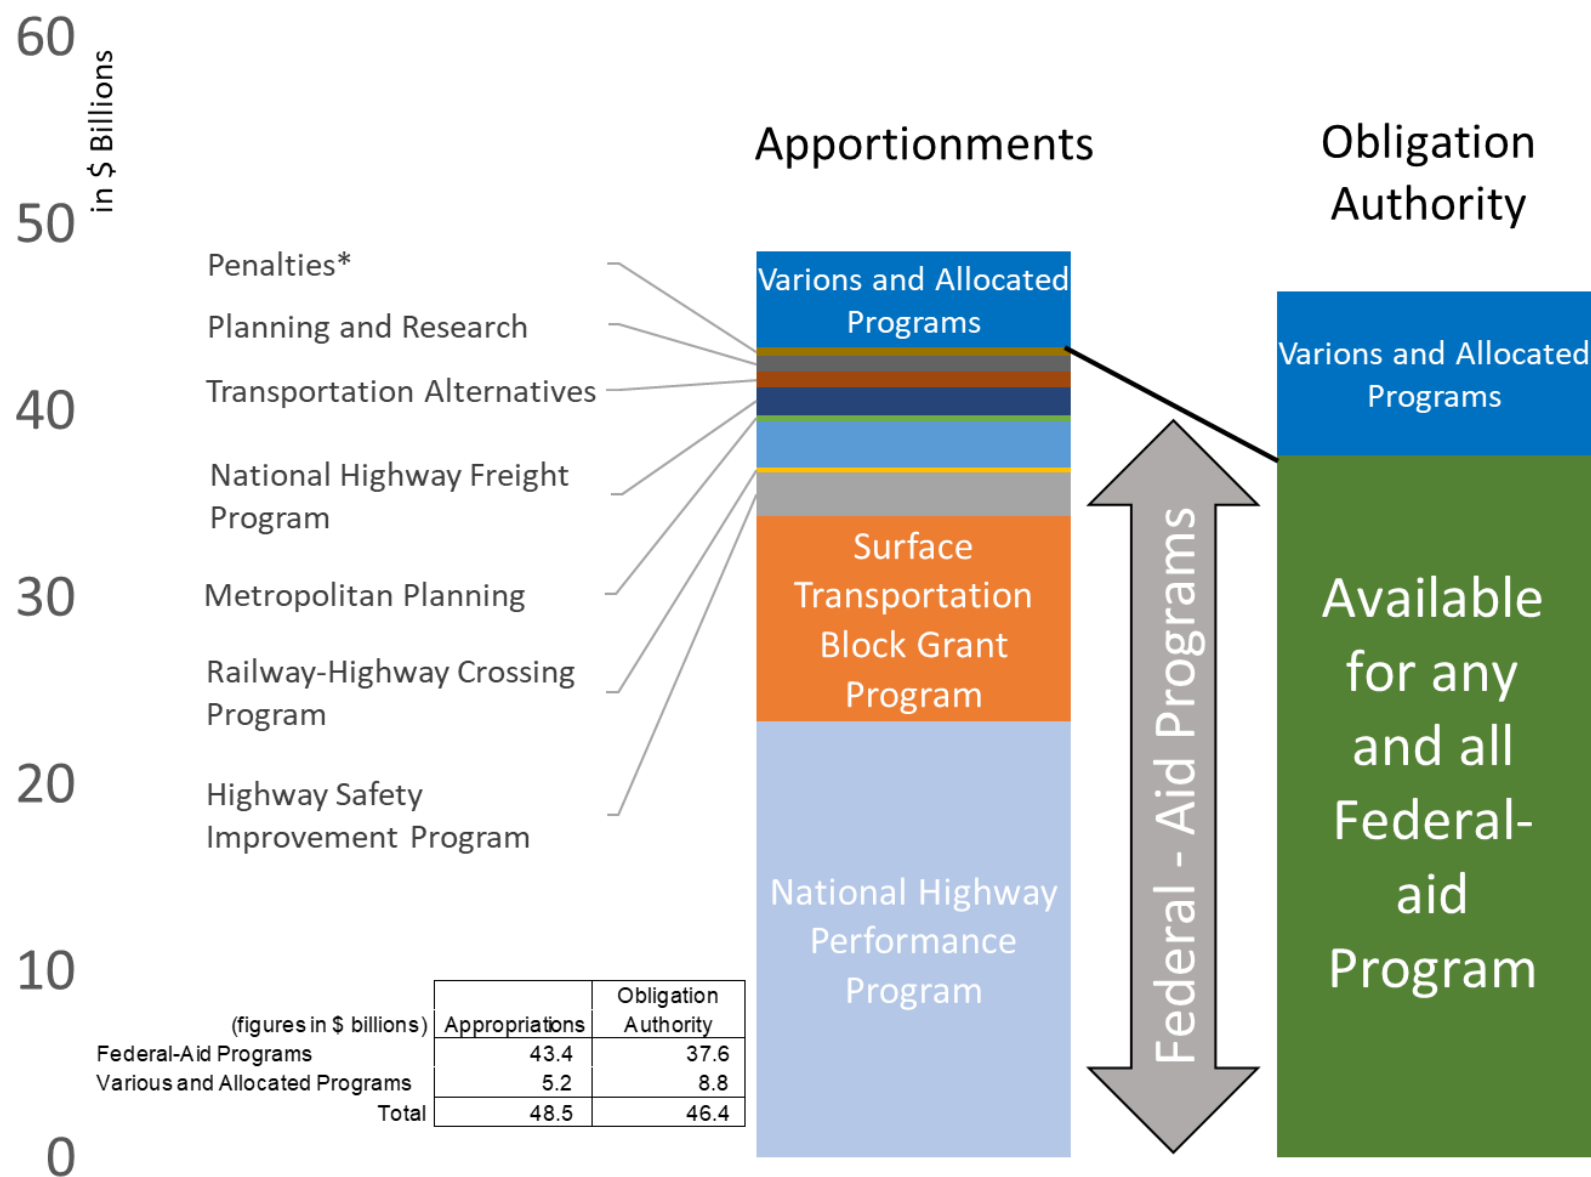 60
in $ Billions
50
40
30
20
10
0
Apportionments
Obligation
Authority
Penalties*
Planning and Research
Transportation Alternatives
National Highway Freight
Program
Metropolitan Planning
Railway-Highway Crossing
Program
Highway Safety
Improvement Program
Varions and Allocated
Programs
Surface
Transportation
Block Grant
Program
National Highway
Performance
Program
Federal - Aid Programs
Varions and Allocated
Programs
Available
for any
and all
Federal-
aid
Program
Obligation
(figures in $ billions) Appropriations Authority
Federal-Aid Programs 43.4 37.6
Various and Allocated Programs 5.2 8.8
Total 48.5 46.4